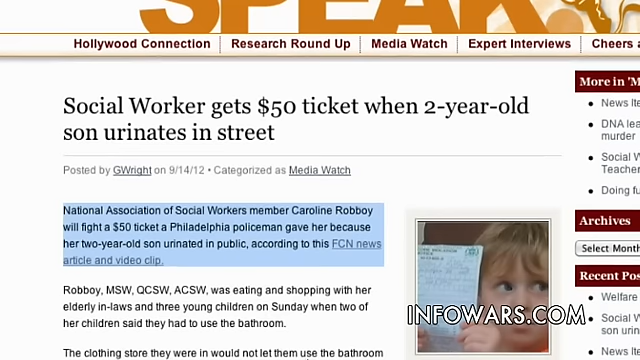 SPEAK.
Hollywood Connection | Research Round Up | Media Watch | Expert Interviews | Cheers
More in 'M
Social Worker gets $50 ticket when 2-year-old
son urinates in street
News Ite
DNA lea
murder
Social W
Teacher
Doing fu
Posted by GWright on 9/14/12 • Categorized as Media Watch
National Association of Social Workers member Caroline Robboy
will fight a $50 ticket a Philadelphia policeman gave her because
her two-year-old son urinated in public, according to this FCN news
article and video clip.
Archives
Select Month
Recent Pos
Robboy, MSW, QCSW, ACSW, was eating and shopping with her
elderly in-laws and three young children on Sunday when two of
her children said they had to use the bathroom.
Welfare
Social W
son urin
News Ite
The clothing store they were in would not let them use the bathroom
INFOWARS.COM